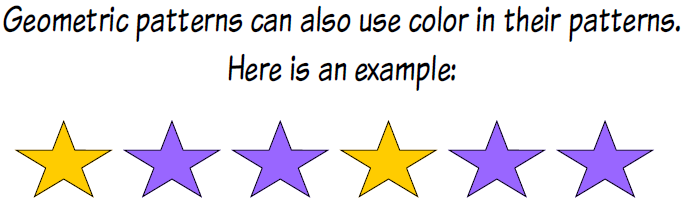 Geometric patterns can also use color in their patterns.
Here is an example: